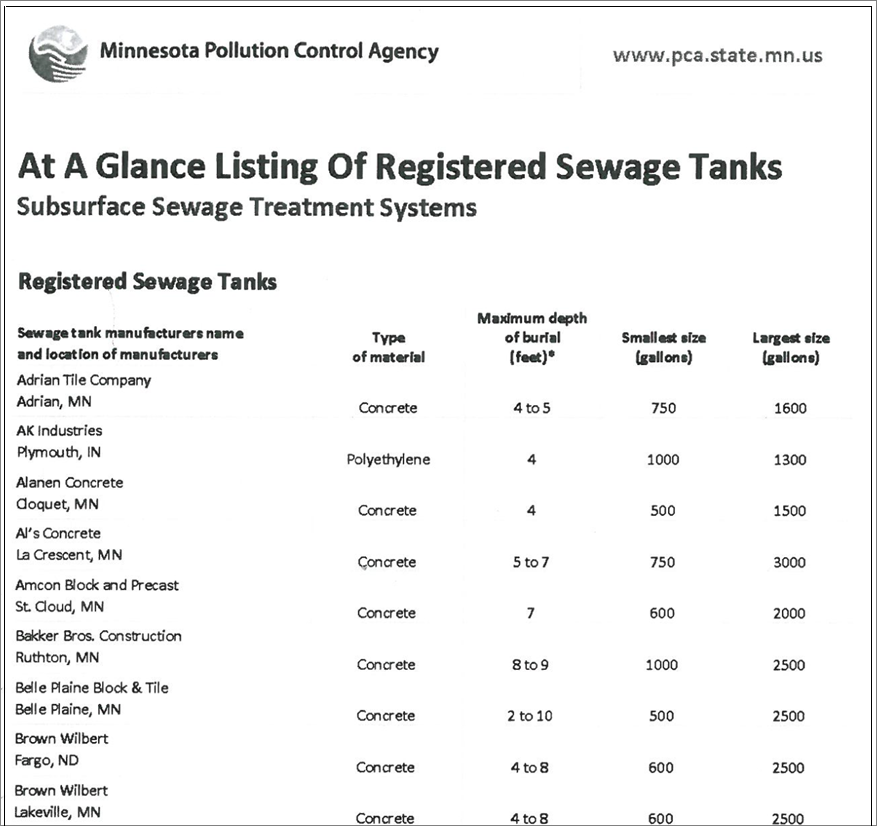 Minnesota Pollution Control Agency
www.pca.state.mn.us
At A Glance Listing Of Registered Sewage Tanks
Subsurface Sewage Treatment Systems
Registered Sewage Tanks
Sewage tank manufacturers name and location of manufacturers Type of material Maximum depth of burial (feet)* Smallest size (gallons) Largest size (gallons)
Adrian Tile Company
Adrian, MN Concrete 4 to 5 750 1600
AK Industries
Plymouth, IN Polyethylene 4 1000 1300
Alanen Concrete
Cloquet, MN Concrete 4 500 1500
Al's Concrete
La Crescent, MN Concrete 5 to 7 750 3000
Amcon Block and Precast
St. Cloud, MN Concrete 7 600 2000
Bakker Bros. Construction
Ruthton, MN Concrete 8 to 9 1000 2500
Belle Plaine Block & Tile
Belle Plaine, MN Concrete 2 to 10 500 2500
Brown Wilbert
Fargo, ND Concrete 4 to 8 600 2500
Brown Wilbert
Lakeville, MN Concrete 4 to 8 600 2500